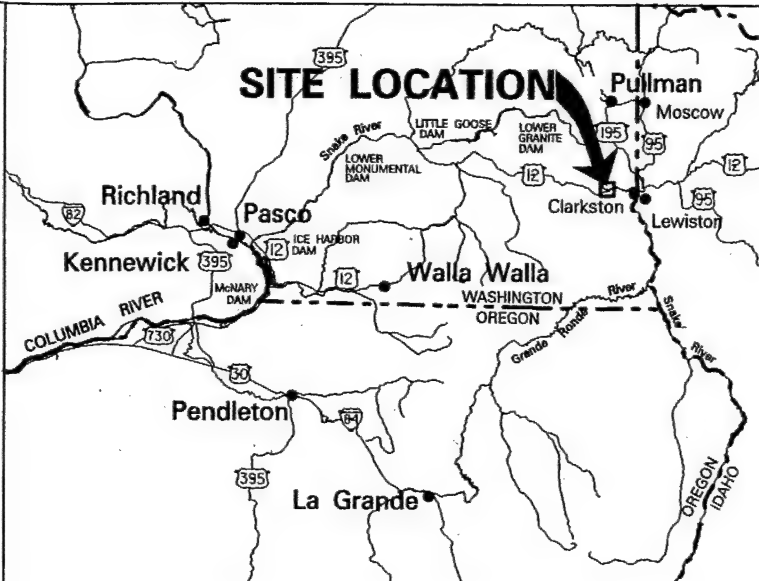 395
SITE LOCATION
Pullman
Moscow
Snake River
LITTLE GOOSE
DAM
LOWER
GRANITE
DAM
195
95
LOWER
MONUMENTAL
DAM
12
12
95
Clarkston
Lewiston
Richland
82
Pasco
Kennewick
12
ICE HARBOR
DAM
395
McNARY
DAM
12
Walla Walla
WASHINGTON
OREGON
COLUMBIA RIVER
730
Grande Ronde River
Snake River
30
Pendleton
84
395
La Grande
OREGON
IDAHO